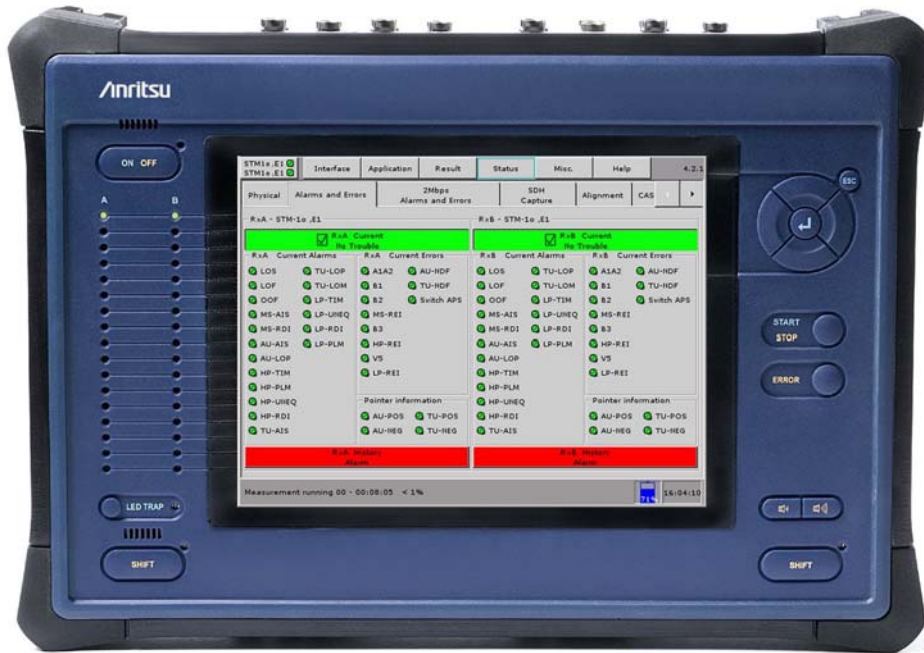 Anritsu
ON OFF
A B
STM1o,E1
STM1o,E1
Interface Application Result Status Misc. Help 4.2.1
Physical Alarms and Errors 2Mbps Alarms and Errors SDH Capture Alignment CAS
RxA - STM-1o ,E1 RxB - STM-1o ,E1
RxA Current RxB Current
No Trouble No Trouble
RxA Current Alarms RxA Current Errors RxB Current Alarms RxB Current Errors
LOS TU-LOP A1A2 AU-NDF LOS TU-LOP A1A2 AU-NDF
LOF TU-LOM B1 TU-NDF LOF TU-LOM B1 TU-NDF
OOF LP-TIM B2 Switch APS OOF LP-TIM B2 Switch APS
MS-AIS LP-UNEQ MS-REI MS-AIS LP-UNEQ MS-REI
MS-RDI LP-RDI B3 MS-RDI LP-RDI B3
AU-AIS LP-PLM HP-REI AU-AIS LP-PLM HP-REI
AU-LOP V5 AU-LOP V5
HP-TIM LP-REI HP-TIM LP-REI
HP-PLM HP-PLM
HP-UNEQ Pointer information HP-UNEQ Pointer information
HP-RDI AU-POS TU-POS HP-RDI AU-POS TU-POS
TU-AIS AU-NEG TU-NEG TU-AIS AU-NEG TU-NEG
RxA History RxB History
Alarm Alarm
Measurement running 00 - 00:08:05 < 1% 71% 16:04:10
ESC
START
STOP
ERROR
LED TRAP
SHIFT SHIFT